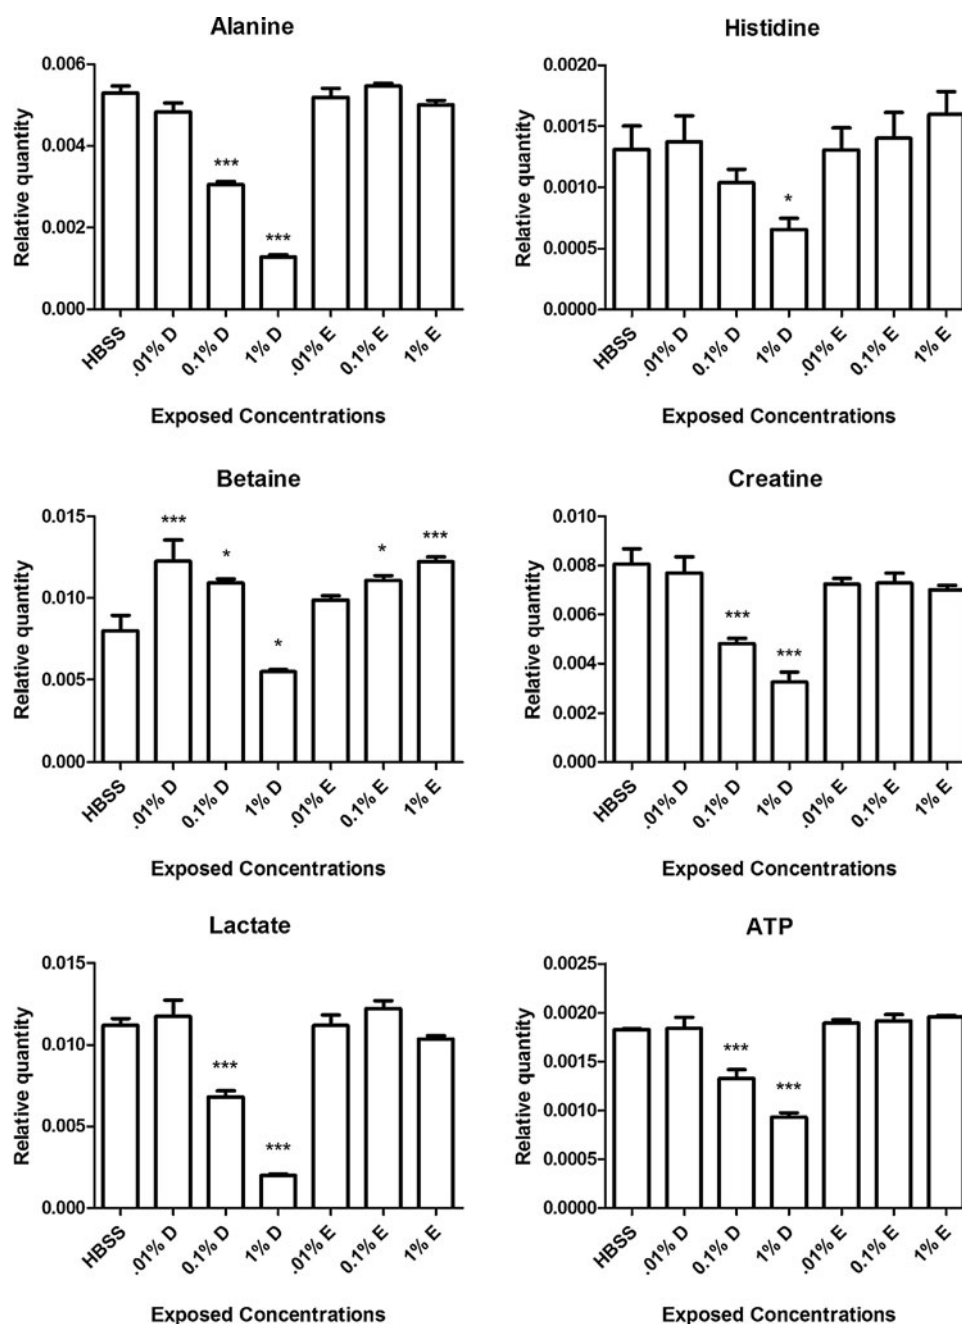 Alanine
Relative quantity
0.006
0.004
0.002
0.000
***
***
HBSS
.01% D
0.1% D
1% D
.01% E
0.1% E
1% E
Exposed Concentrations
Histidine
Relative quantity
0.0020
0.0015
0.0010
0.0005
0.0000
*
HBSS
.01% D
0.1% D
1% D
.01% E
0.1% E
1% E
Exposed Concentrations
Betaine
Relative quantity
0.015
0.010
0.005
0.000
***
*
*
*
***
HBSS
.01% D
0.1% D
1% D
.01% E
0.1% E
1% E
Exposed Concentrations
Creatine
Relative quantity
0.010
0.008
0.006
0.004
0.002
0.000
***
***
HBSS
.01% D
0.1% D
1% D
.01% E
0.1% E
1% E
Exposed Concentrations
Lactate
Relative quantity
0.015
0.010
0.005
0.000
***
***
HBSS
.01% D
0.1% D
1% D
.01% E
0.1% E
1% E
Exposed Concentrations
ATP
Relative quantity
0.0025
0.0020
0.0015
0.0010
0.0005
0.0000
***
***
HBSS
.01% D
0.1% D
1% D
.01% E
0.1% E
1% E
Exposed Concentrations